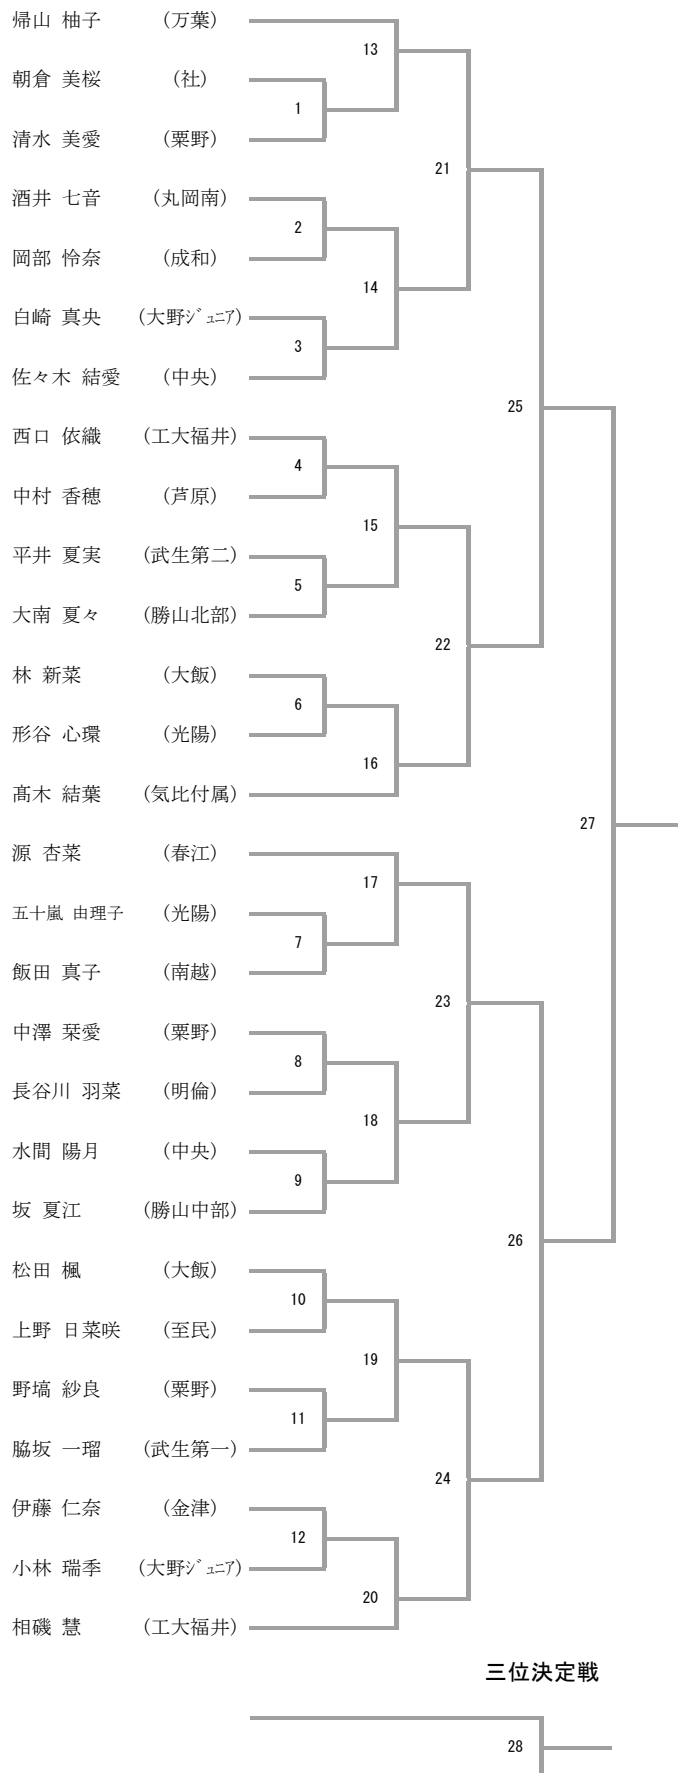 帰山 柚子 (万葉)
13
朝倉 美桜 (社)
1
清水 美愛 (粟野)
21
酒井 七音 (丸岡南)
2
岡部 怜奈 (成和)
14
白崎 真央 (大野ｼﾞｭﾆｱ)
3
佐々木 結愛 (中央)
25
西口 依織 (工大福井)
4
中村 香穂 (芦原)
15
平井 夏実 (武生第二)
5
大南 夏々 (勝山北部)
22
林 新菜 (大飯)
6
形谷 心環 (光陽)
16
髙木 結葉 (気比付属)
27
源 杏菜 (春江)
17
五十嵐 由理子 (光陽)
7
飯田 真子 (南越)
23
中澤 栞愛 (粟野)
8
長谷川 羽菜 (明倫)
18
水間 陽月 (中央)
9
坂 夏江 (勝山中部)
26
松田 楓 (大飯)
10
上野 日菜咲 (至民)
19
野塙 紗良 (粟野)
11
脇坂 一瑠 (武生第一)
24
伊藤 仁奈 (金津)
12
小林 瑞季 (大野ｼﾞｭﾆｱ)
20
相磯 慧 (工大福井)
三位決定戦
28